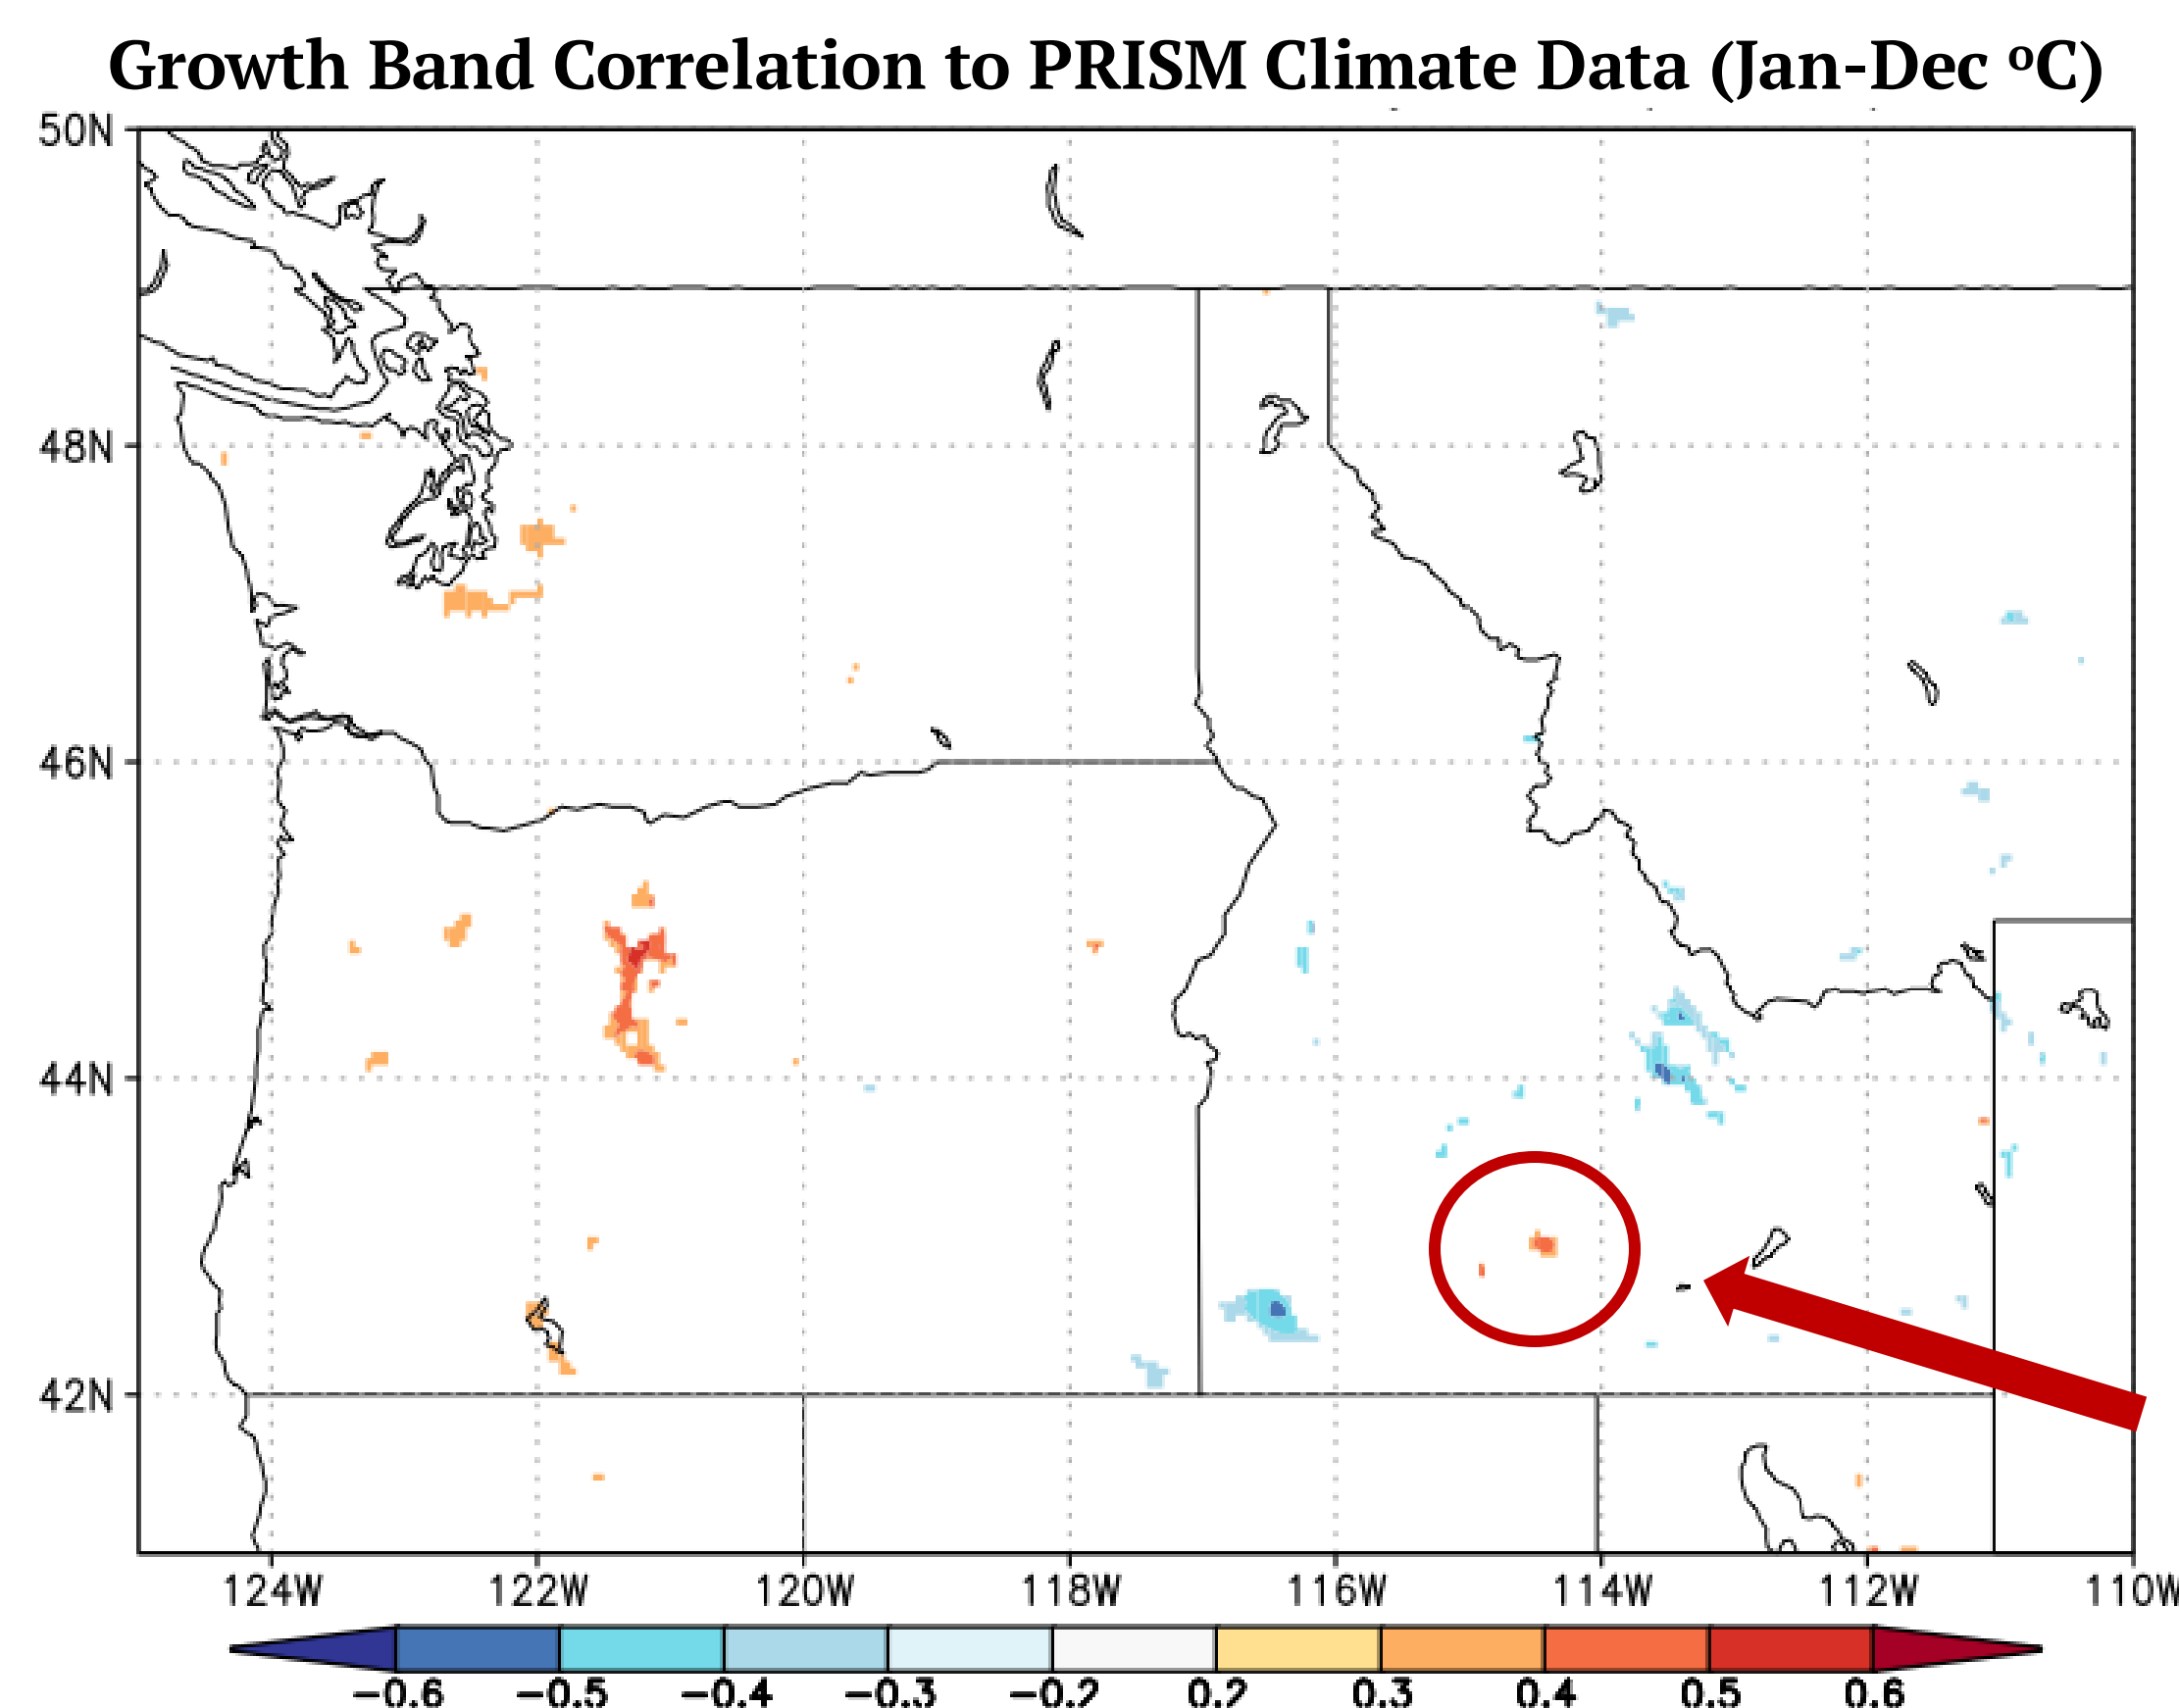 Growth Band Correlation to PRISM Climate Data (Jan-Dec ºC)
50N
48N
46N
44N
42N
124W 122W 120W 118W 116W 114W 112W 110W
-0.6 -0.5 -0.4 -0.3 -0.2 0.2 0.3 0.4 0.5 0.6